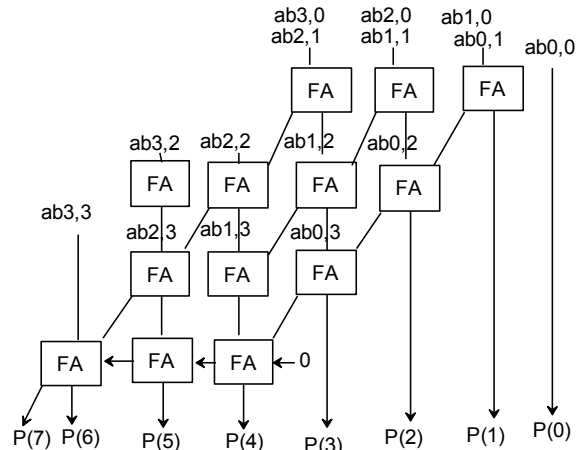 ab3,0 ab2,0 ab1,0
ab2,1 ab1,1 ab0,1 ab0,0
FA FA FA
ab3,2 ab2,2 ab1,2 ab0,2
FA FA FA FA
ab3,3
ab2,3 ab1,3 ab0,3
FA FA FA
FA FA FA 0
P(7) P(6) P(5) P(4) P(3) P(2) P(1) P(0)